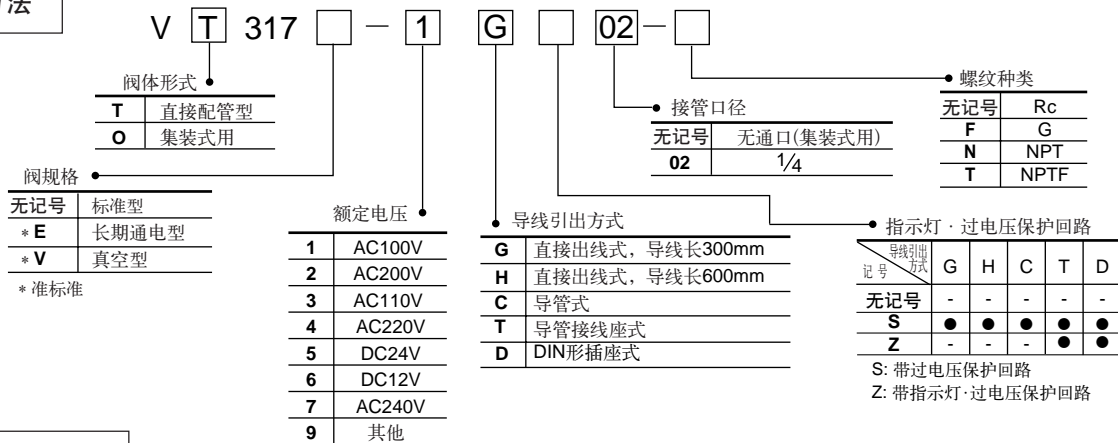 法
V T 317 — 1 G 02 —
阀体形式
T 直接配管型
O 集装式用
阀规格
无记号 标准型
* E 长期通电型
* V 真空型
* 准标准
额定电压
1 AC100V
2 AC200V
3 AC110V
4 AC220V
5 DC24V
6 DC12V
7 AC240V
9 其他
导线引出方式
G 直接出线式，导线长300mm
H 直接出线式，导线长600mm
C 导管式
T 导管接线座式
D DIN形插座式
接管口径
无记号 无通口(集装式用)
02 1/4
螺纹种类
无记号 Rc
F G
N NPT
T NPTF
指示灯·过电压保护回路
导线引出
方式
记号 G H C T D
无记号 - - - - -
S ● ● ● ● ●
Z - - - ● ●
S: 带过电压保护回路
Z: 带指示灯·过电压保护回路